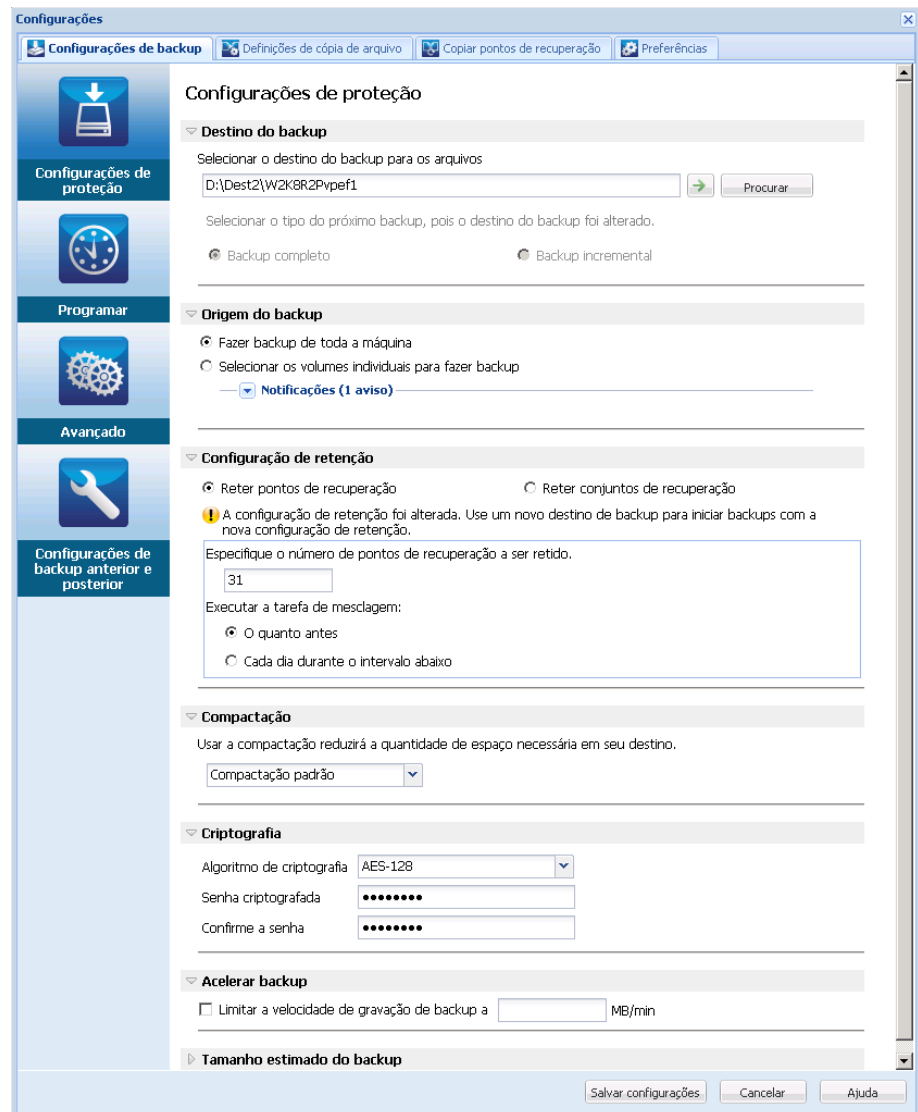 Configurações
Configurações de backup
Definições de cópia de arquivo
Copiar pontos de recuperação
Preferências
Configurações de
proteção
Programar
Avançado
Configurações de
backup anterior e
posterior
Configurações de proteção
Destino do backup
Selecionar o destino do backup para os arquivos
D:\Dest2\W2K8R2Pvpef1
Procurar
Selecionar o tipo do próximo backup, pois o destino do backup foi alterado.
Backup completo
Backup incremental
Origem do backup
Fazer backup de toda a máquina
Selecionar os volumes individuais para fazer backup
Notificações (1 aviso)
Configuração de retenção
Reter pontos de recuperação
Reter conjuntos de recuperação
A configuração de retenção foi alterada. Use um novo destino de backup para iniciar backups com a
nova configuração de retenção.
Especifique o número de pontos de recuperação a ser retido.
31
Executar a tarefa de mesclagem:
O quanto antes
Cada dia durante o intervalo abaixo
Compactação
Usar a compactação reduzirá a quantidade de espaço necessária em seu destino.
Compactação padrão
Criptografia
Algoritmo de criptografia
AES-128
Senha criptografada
••••••••
Confirme a senha
••••••••
Acelerar backup
Limitar a velocidade de gravação de backup a
MB/min
Tamanho estimado do backup
Salvar configurações
Cancelar
Ajuda